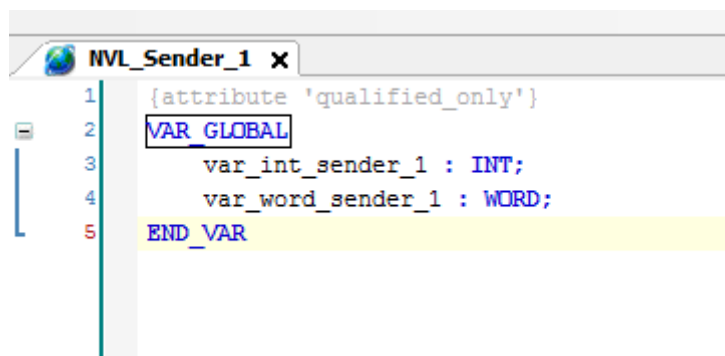 NVL_Sender_1 x
1 {attribute 'qualified_only'}
2 VAR_GLOBAL
3 var_int_sender_1 : INT;
4 var_word_sender_1 : WORD;
5 END_VAR